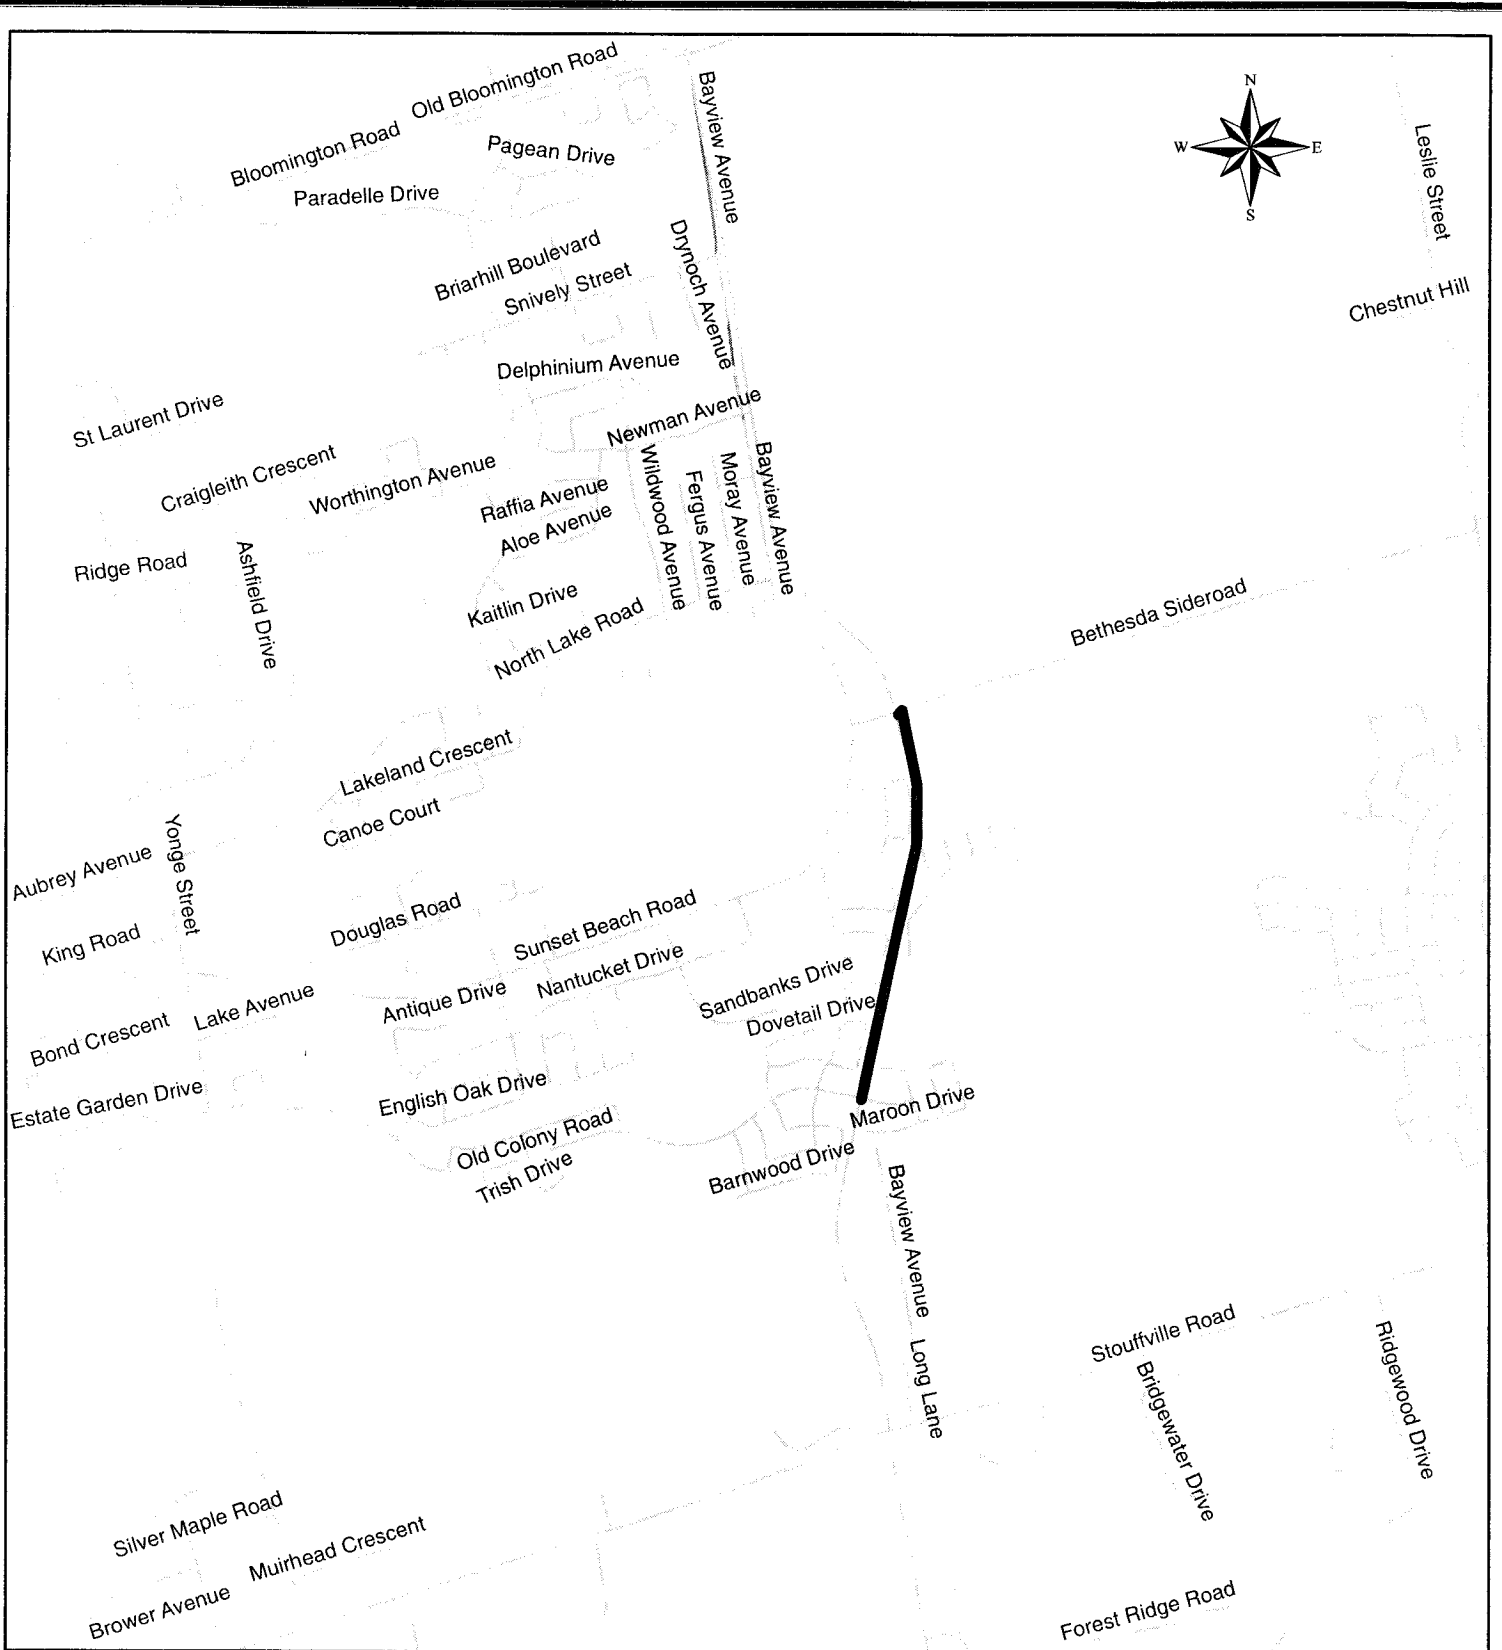 Old Bloomington Road
Bloomington Road
Pagean Drive
Paradelle Drive
Bayview Avenue
N
W
E
S
Leslie Street
Briarhill Boulevard
Snively Street
Drynoch Avenue
Chestnut Hill
Delphinium Avenue
St Laurent Drive
Newman Avenue
Craigleith Crescent
Worthington Avenue
Raffia Avenue
Aloe Avenue
Wildwood Avenue
Fergus Avenue
Moray Avenue
Bayview Avenue
Ridge Road
Ashfield Drive
Kaitlin Drive
North Lake Road
Bethesda Sideroad
Lakeland Crescent
Canoe Court
Aubrey Avenue
Yonge Street
King Road
Douglas Road
Sunset Beach Road
Nantucket Drive
Antique Drive
Sandbanks Drive
Dovetail Drive
Lake Avenue
Bond Crescent
Estate Garden Drive
English Oak Drive
Maroon Drive
Old Colony Road
Trish Drive
Barnwood Drive
Bayview Avenue
Long Lane
Stouffville Road
Bridgewater Drive
Ridgewood Drive
Silver Maple Road
Muirhead Crescent
Brower Avenue
Forest Ridge Road